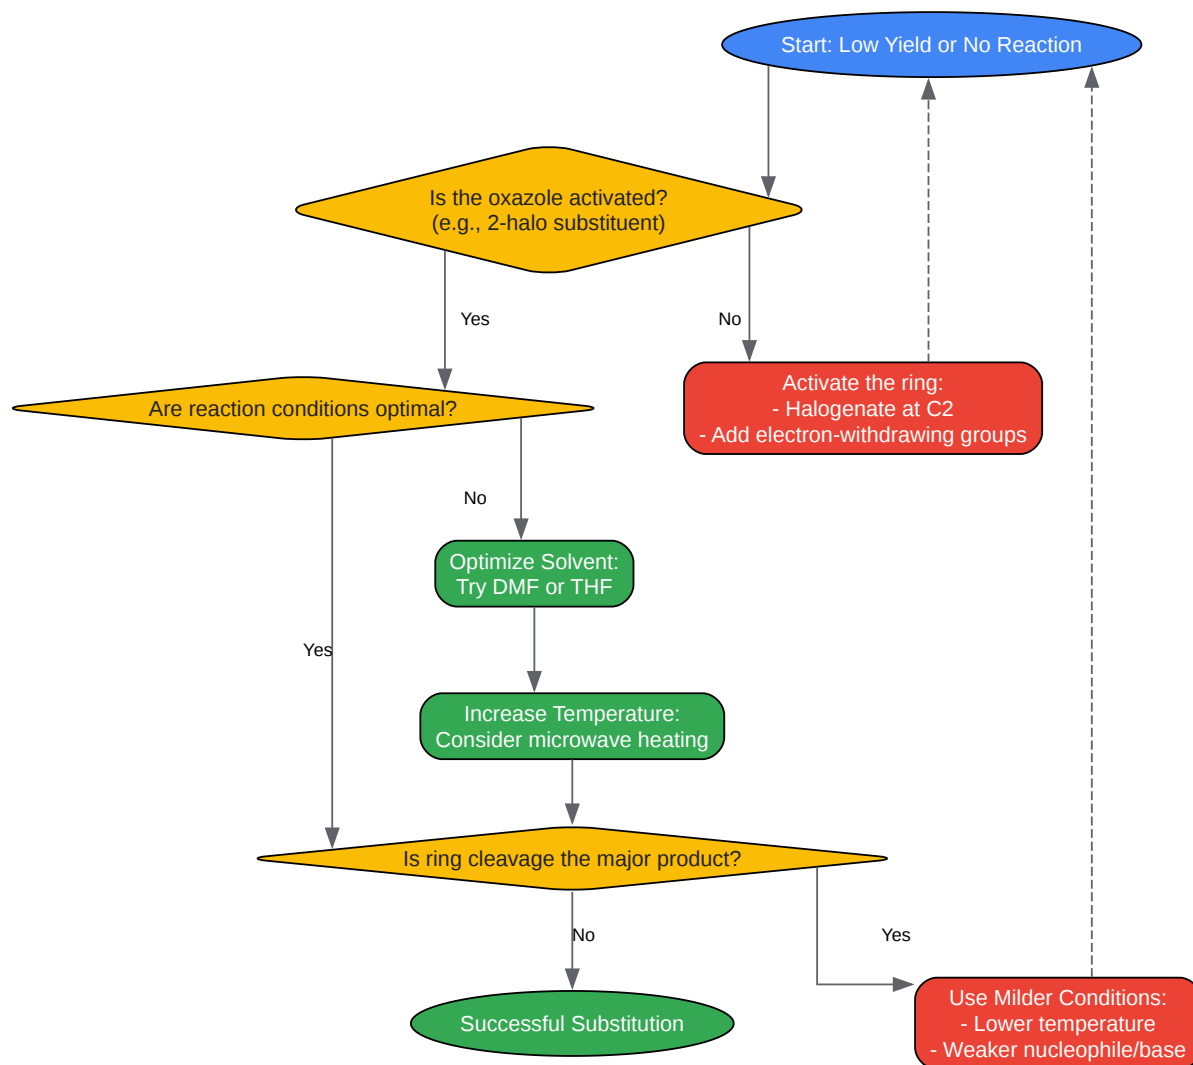 Start: Low Yield or No Reaction
Is the oxazole activated?
(e.g., 2-halo substituent)
Yes
No
Activate the ring:
- Halogenate at C2
- Add electron-withdrawing groups
Are reaction conditions optimal?
No
Optimize Solvent:
Try DMF or THF
Yes
Increase Temperature:
Consider microwave heating
Is ring cleavage the major product?
No
Yes
Use Milder Conditions:
- Lower temperature
- Weaker nucleophile/base
Successful Substitution